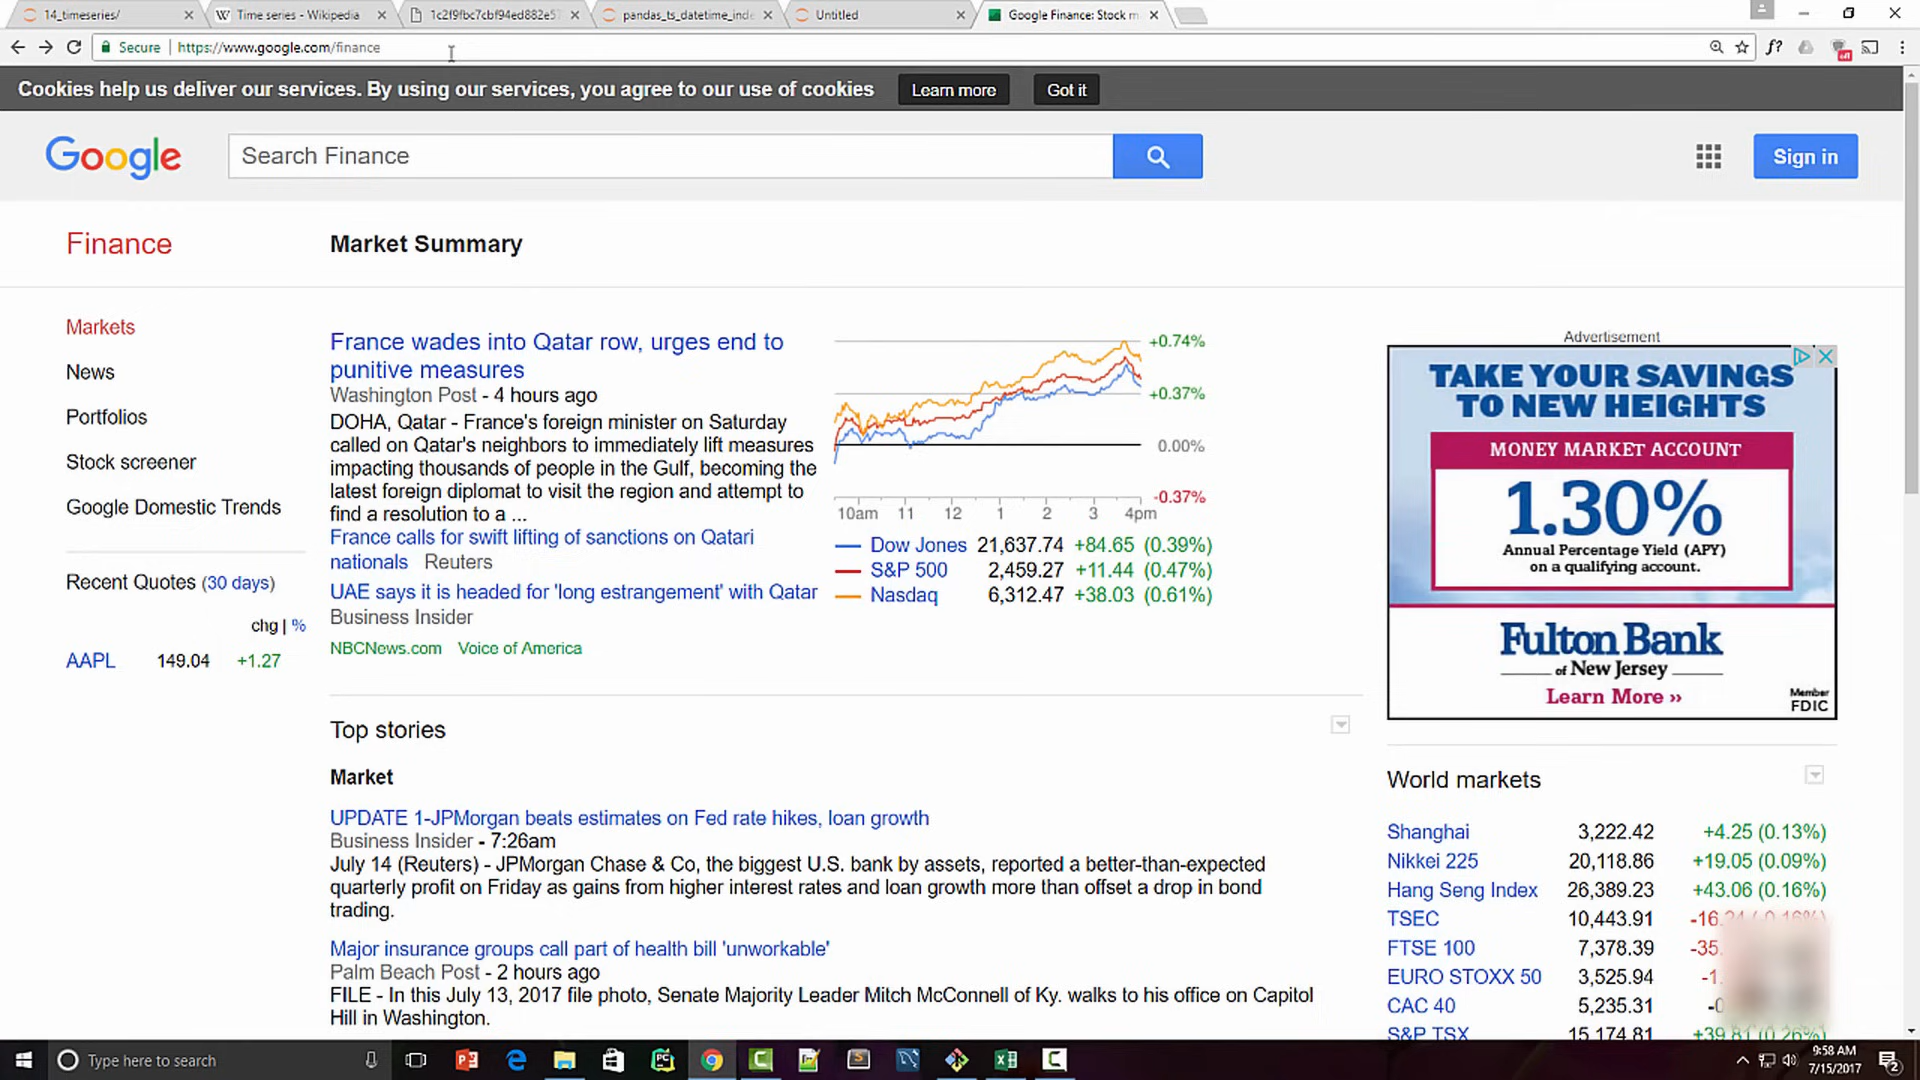 14_timeseries/
Time series - Wikipedia
1c2f9fbc7cbf94ed882e57
pandas_ts_datetime_inde
Untitled
Google Finance: Stock m
Secure
https://www.google.com/finance
f?
off
Cookies help us deliver our services. By using our services, you agree to our use of cookies
Learn more
Got it
Google
Search Finance
Sign in
Finance
Market Summary
Markets
News
Portfolios
Stock screener
Google Domestic Trends
Recent Quotes (30 days)
chg | %
AAPL 149.04 +1.27
France wades into Qatar row, urges end to
punitive measures
Washington Post - 4 hours ago
DOHA, Qatar - France's foreign minister on Saturday
called on Qatar's neighbors to immediately lift measures
impacting thousands of people in the Gulf, becoming the
latest foreign diplomat to visit the region and attempt to
find a resolution to a ...
France calls for swift lifting of sanctions on Qatari
nationals Reuters
UAE says it is headed for 'long estrangement' with Qatar
Business Insider
NBCNews.com Voice of America
+0.74%
+0.37%
0.00%
-0.37%
10am 11 12 1 2 3 4pm
Dow Jones 21,637.74 +84.65 (0.39%)
S&P 500 2,459.27 +11.44 (0.47%)
Nasdaq 6,312.47 +38.03 (0.61%)
Advertisement
TAKE YOUR SAVINGS
TO NEW HEIGHTS
MONEY MARKET ACCOUNT
1.30%
Annual Percentage Yield (APY)
on a qualifying account.
Fulton Bank
of New Jersey
Learn More ››
Member
FDIC
Top stories
Market
UPDATE 1-JPMorgan beats estimates on Fed rate hikes, loan growth
Business Insider - 7:26am
July 14 (Reuters) - JPMorgan Chase & Co, the biggest U.S. bank by assets, reported a better-than-expected
quarterly profit on Friday as gains from higher interest rates and loan growth more than offset a drop in bond
trading.
Major insurance groups call part of health bill 'unworkable'
Palm Beach Post - 2 hours ago
FILE - In this July 13, 2017 file photo, Senate Majority Leader Mitch McConnell of Ky. walks to his office on Capitol
Hill in Washington.
World markets
Shanghai 3,222.42 +4.25 (0.13%)
Nikkei 225 20,118.86 +19.05 (0.09%)
Hang Seng Index 26,389.23 +43.06 (0.16%)
TSEC 10,443.91
FTSE 100 7,378.39 -35.
EURO STOXX 50 3,525.94 -1.
CAC 40 5,235.31 -0
S&P TSX 15,174.81 +39.81 (0.26%)
Type here to search
9:58 AM
7/15/2017
2